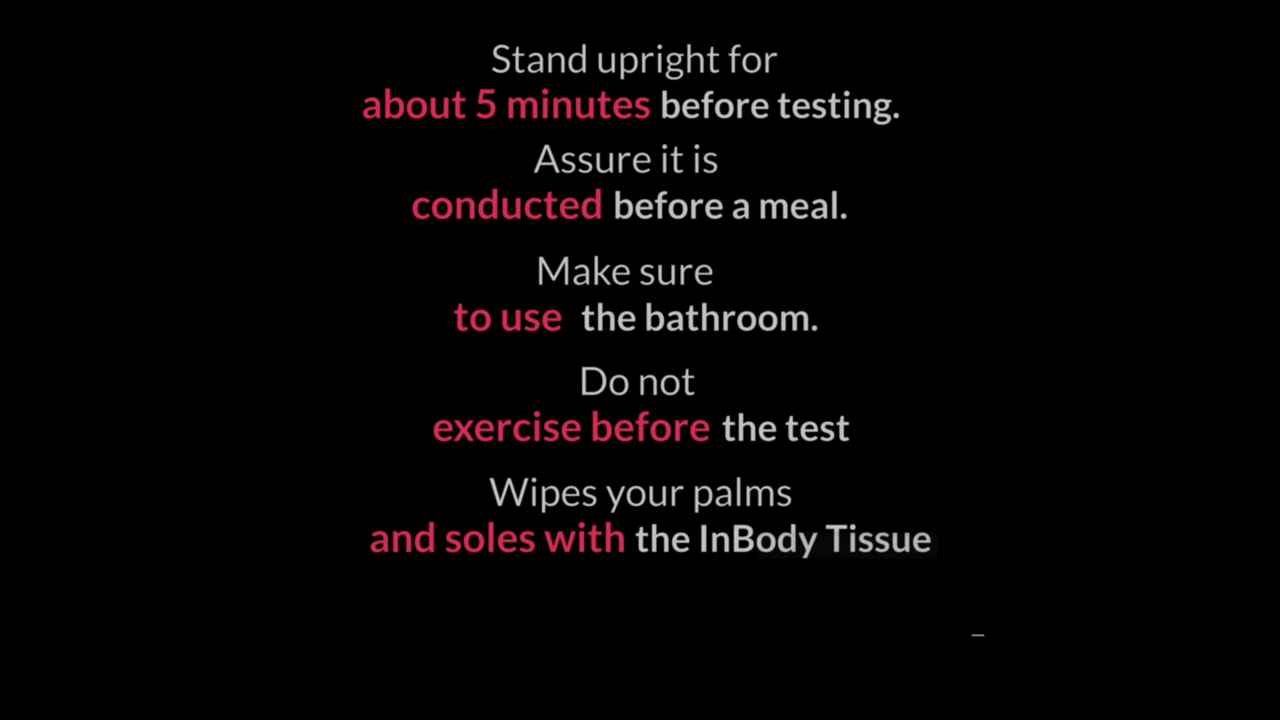 Stand upright for
about 5 minutes before testing.
Assure it is
conducted before a meal.
Make sure
to use the bathroom.
Do not
exercise before the test
Wipes your palms
and soles with the InBody Tissue
_